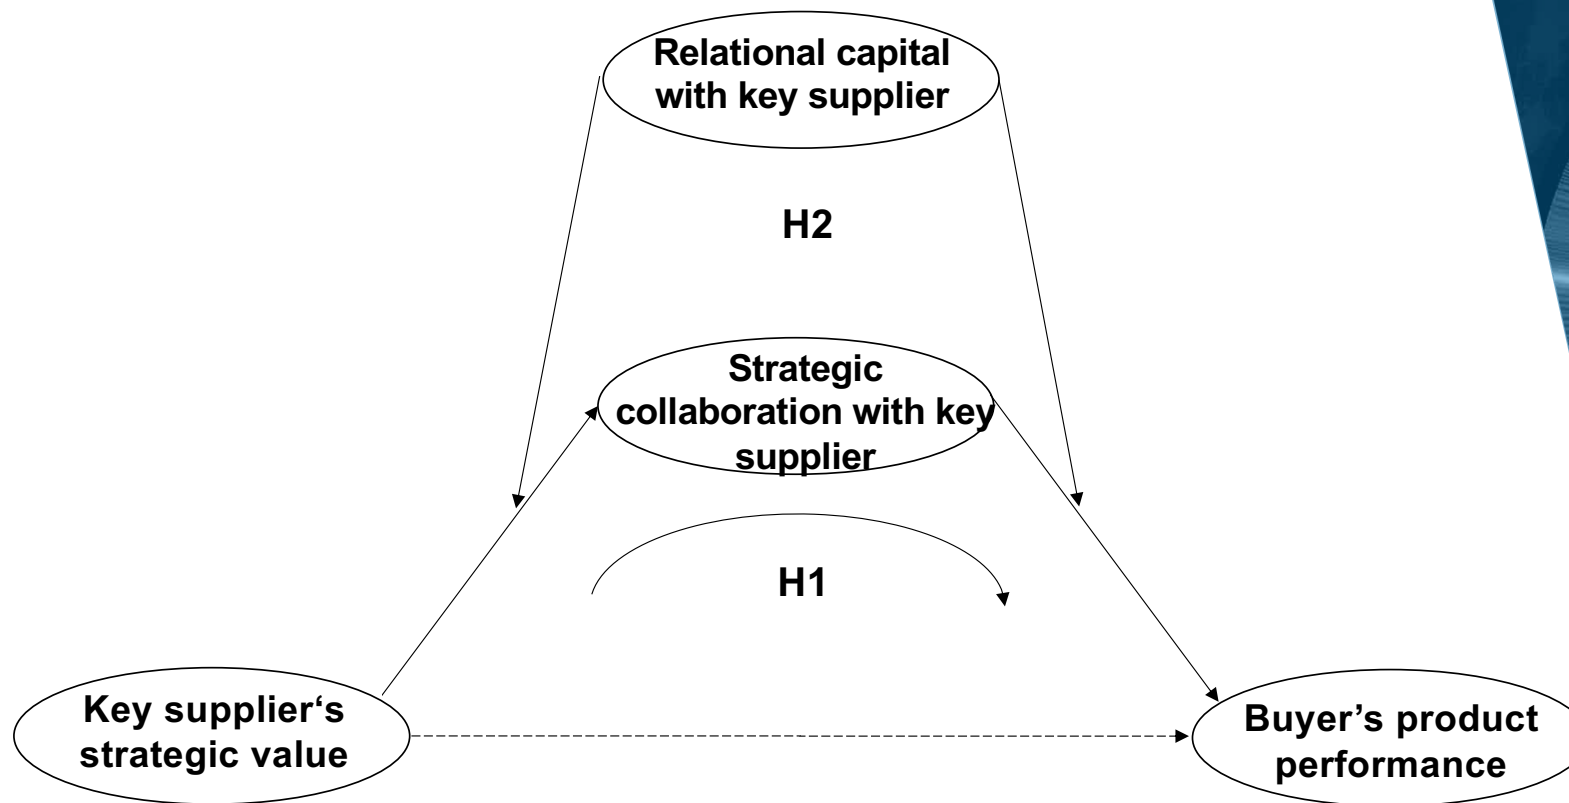 Relational capital
with key supplier
H2
Strategic
collaboration with key
supplier
H1
Key supplier‘s
strategic value
Buyer’s product
performance